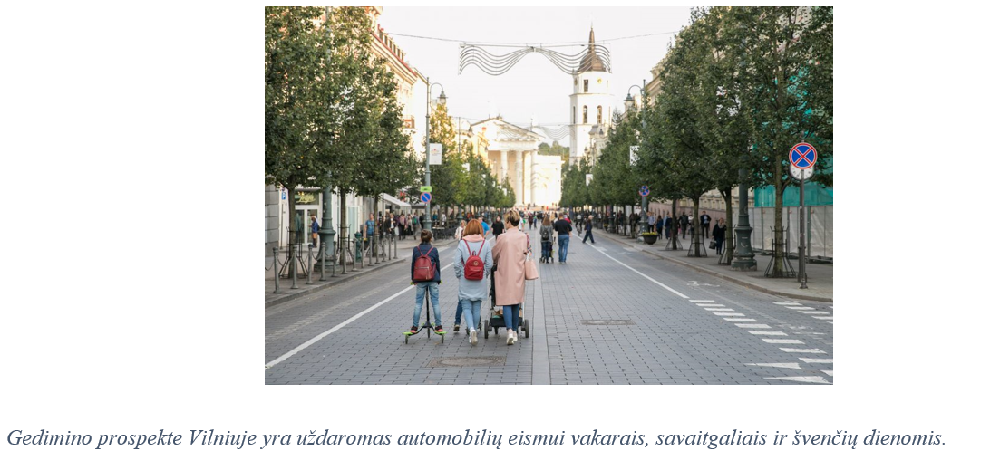 Gedimino prospekte Vilniuje yra uždaromas automobilių eismui vakarais, savaitgaliais ir švenčių dienomis.